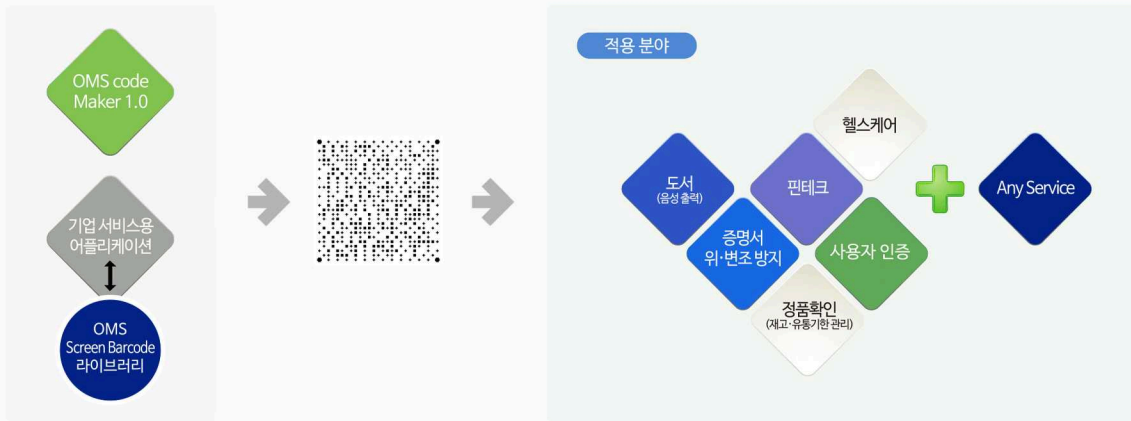 OMS code
Maker 1.0
기업 서비스용
어플리케이션
OMS
Screen Barcode
라이브러리
적용 분야
헬스케어
도서
(음성 출력)
핀테크
Any Service
증명서
위·변조 방지
사용자 인증
정품확인
(재고·유통기한 관리)